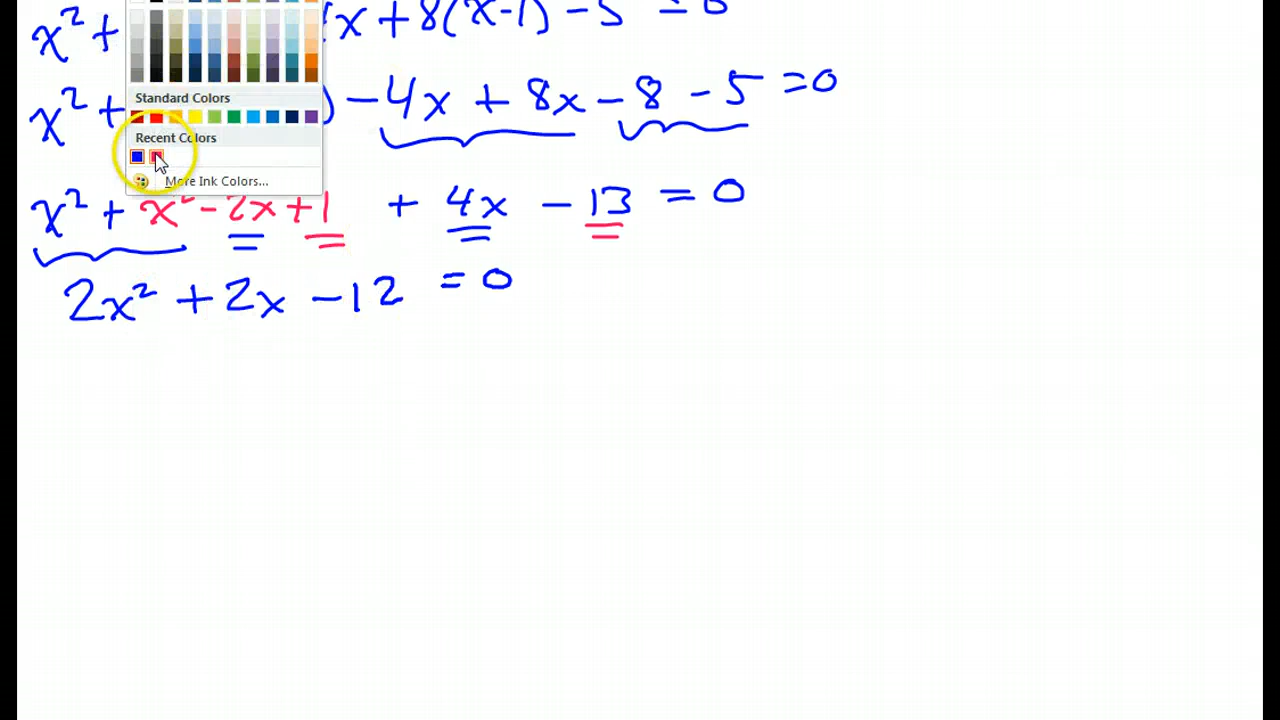 x² + (x + 8(x-1) - 5 = 0
Standard Colors
x² + ) - 4x + 8x - 8 - 5 = 0
Recent Colors
More Ink Colors...
x² + x² - 2x + 1 + 4x - 13 = 0
2x² + 2x - 12 = 0